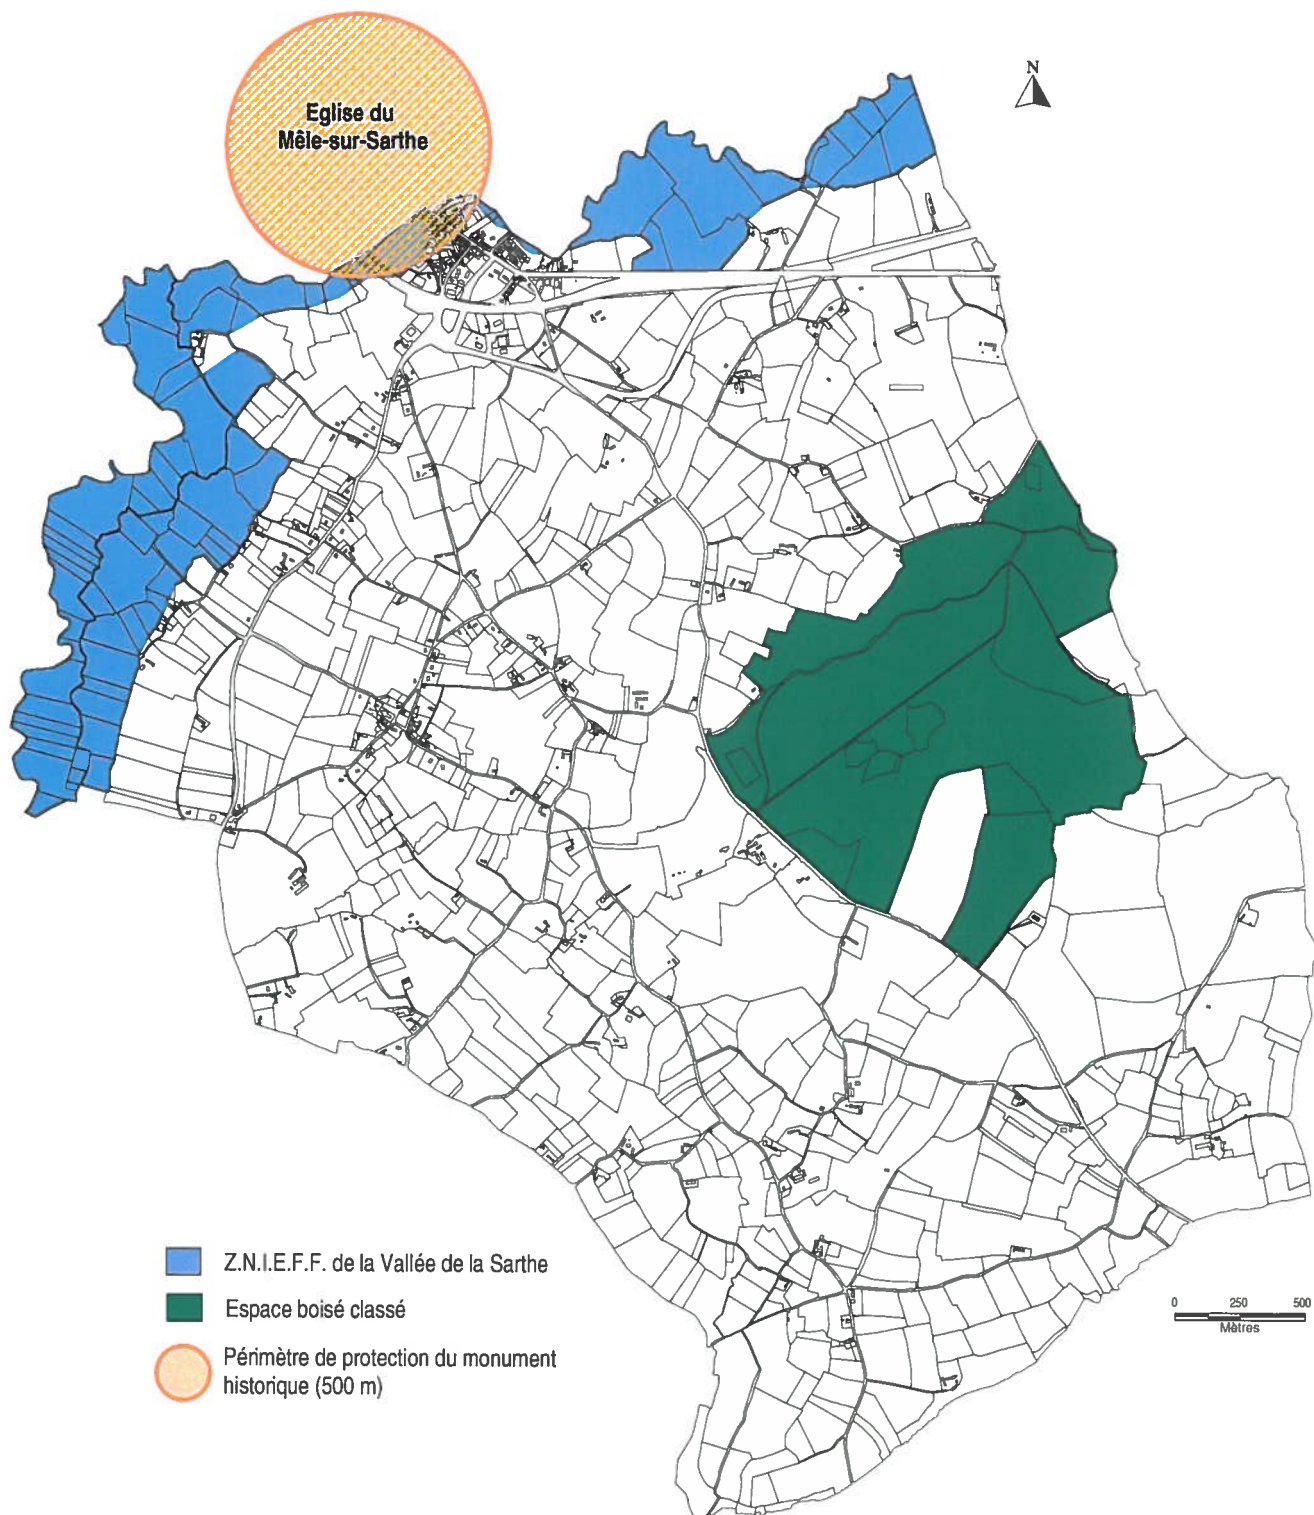 N
Eglise du
Mêle-sur-Sarthe
Z.N.I.E.F.F. de la Vallée de la Sarthe
Espace boisé classé
Périmètre de protection du monument
historique (500 m)
0 250 500
Mètres